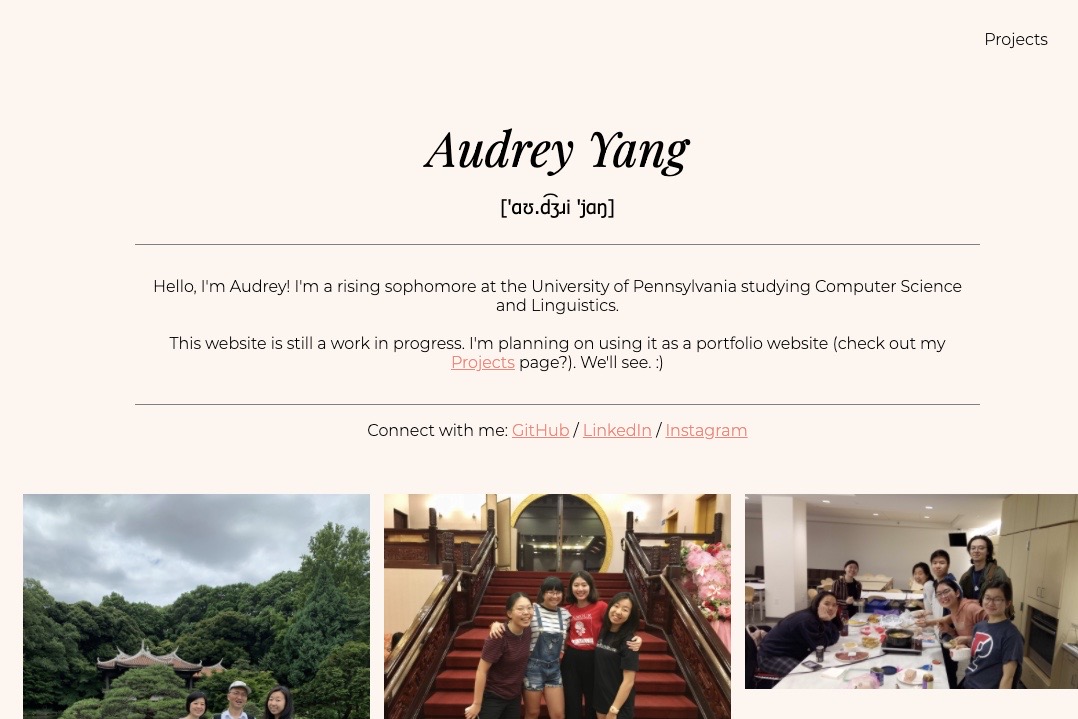 Projects
Audrey Yang
['ɑʊ.d͡ʒɹi 'jaŋ]
Hello, I'm Audrey! I'm a rising sophomore at the University of Pennsylvania studying Computer Science
and Linguistics.
This website is still a work in progress. I'm planning on using it as a portfolio website (check out my
Projects page?). We'll see. :)
Connect with me: GitHub / LinkedIn / Instagram